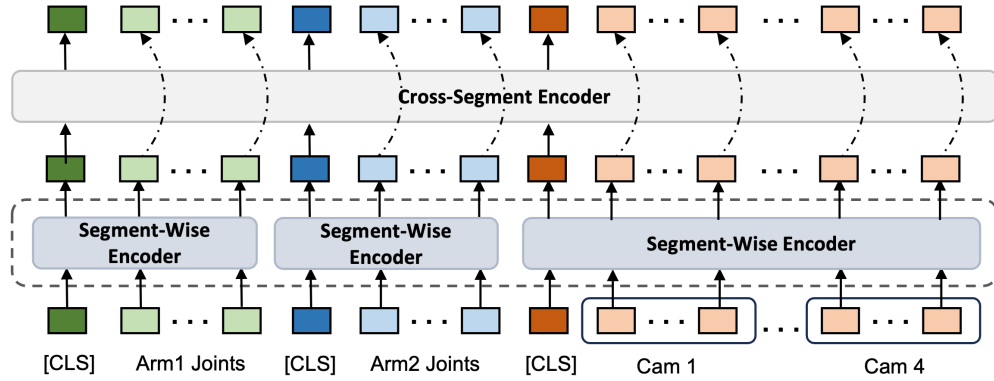 Cross-Segment Encoder
Segment-Wise
Encoder
Segment-Wise
Encoder
Segment-Wise Encoder
[CLS]
Arm1 Joints
[CLS]
Arm2 Joints
[CLS]
Cam 1
Cam 4